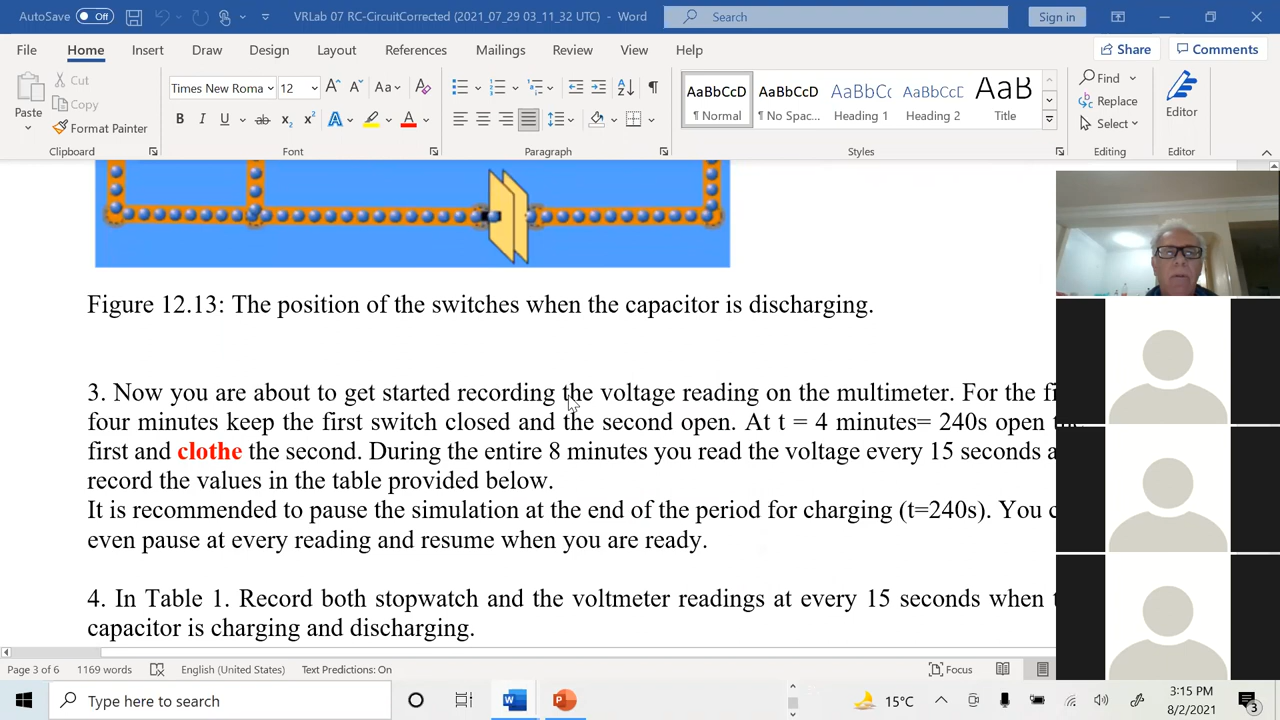 AutoSave Off VRLab 07 RC-CircuitCorrected (2021_07_29 03_11_32 UTC) - Word Search Sign in
File Home Insert Draw Design Layout References Mailings Review View Help Share Comments
Paste Cut Copy Format Painter
Times New Roma 12
AaBbCcD AaBbCcD AaBbCc AaBbCcD AaB
¶ Normal ¶ No Spac... Heading 1 Heading 2 Title
Find Replace Select Editor
Clipboard Font Paragraph Styles Editing Editor
Figure 12.13: The position of the switches when the capacitor is discharging.
3. Now you are about to get started recording the voltage reading on the multimeter. For the fi
four minutes keep the first switch closed and the second open. At t = 4 minutes= 240s open
first and clothe the second. During the entire 8 minutes you read the voltage every 15 seconds a
record the values in the table provided below.
It is recommended to pause the simulation at the end of the period for charging (t=240s). You c
even pause at every reading and resume when you are ready.
4. In Table 1. Record both stopwatch and the voltmeter readings at every 15 seconds when t
capacitor is charging and discharging.
Page 3 of 6 1169 words English (United States) Text Predictions: On Focus
Type here to search 15°C 3:15 PM
8/2/2021 3